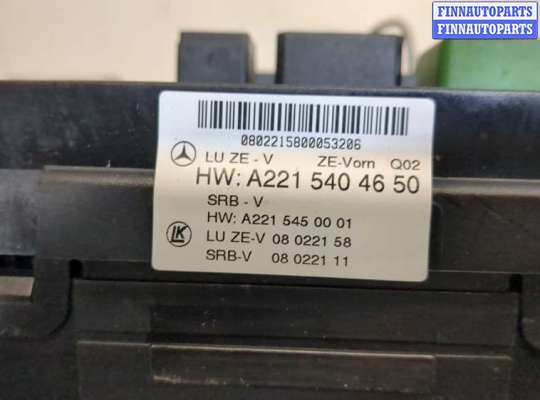 FINNAUTOPARTS
FINNAUTOPARTS
0802215800053206
LU ZE - V ZE-Vorn Q02
HW: A221 540 46 50
SRB - V
HW: A221 545 00 01
LK LU ZE-V 08 0221 58
SRB-V 08 0221 11